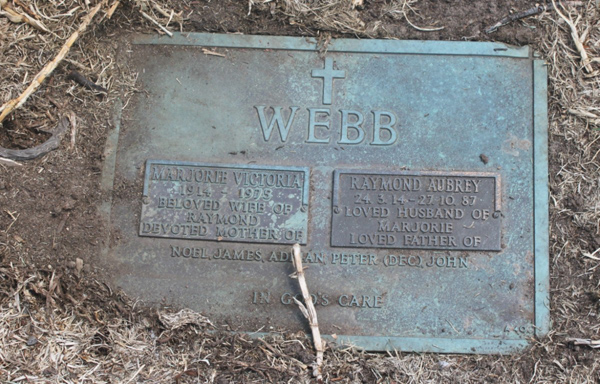 WEBB
MARJORIE VICTORIA
1914 - 1979
BELOVED WIFE OF
RAYMOND
DEVOTED MOTHER OF
RAYMOND AUBREY
24. 3. 14 - 27. 10. 87
LOVED HUSBAND OF
MARJORIE
LOVED FATHER OF
NOEL, JAMES, ADRIAN, PETER (DEC), JOHN
IN GOD'S CARE